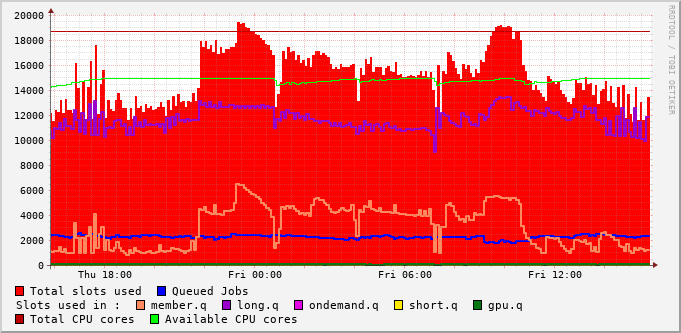 20000
18000
16000
14000
12000
10000
8000
6000
4000
2000
0
Thu 18:00 Fri 00:00 Fri 06:00 Fri 12:00
RRDTOOL / TOBI OETIKER
Total slots used Queued Jobs
Slots used in : member.q long.q ondemand.q short.q gpu.q
Total CPU cores Available CPU cores